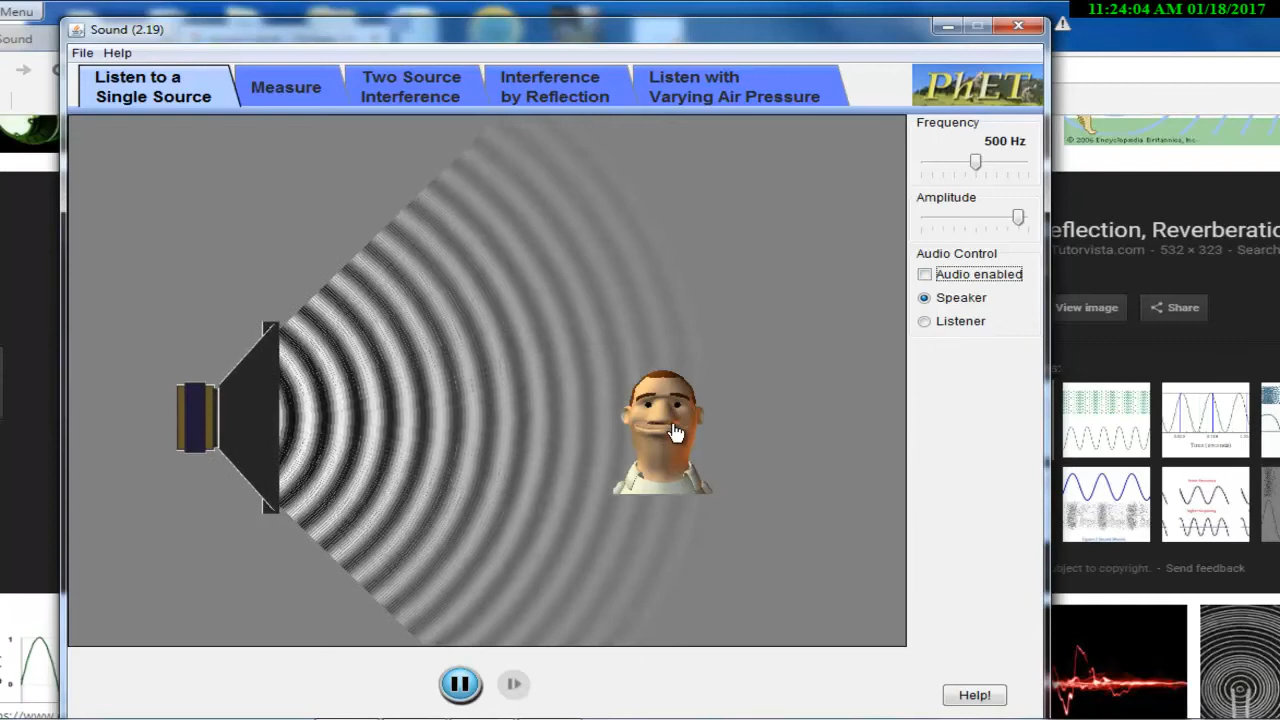 Menu
11:24:04 AM 01/18/2017
Sound
Sound (2.19)
File Help
Listen to a
Single Source
Measure
Two Source
Interference
Interference
by Reflection
Listen with
Varying Air Pressure
PhET
Frequency
500 Hz
Amplitude
Audio Control
Audio enabled
Speaker
Listener
Help!
© 2006 Encyclopædia Britannica, Inc.
eflection, Reverberatio
Tutorvista.com - 532 × 323 - Search
View image
Share
ubject to copyright. - Send feedback